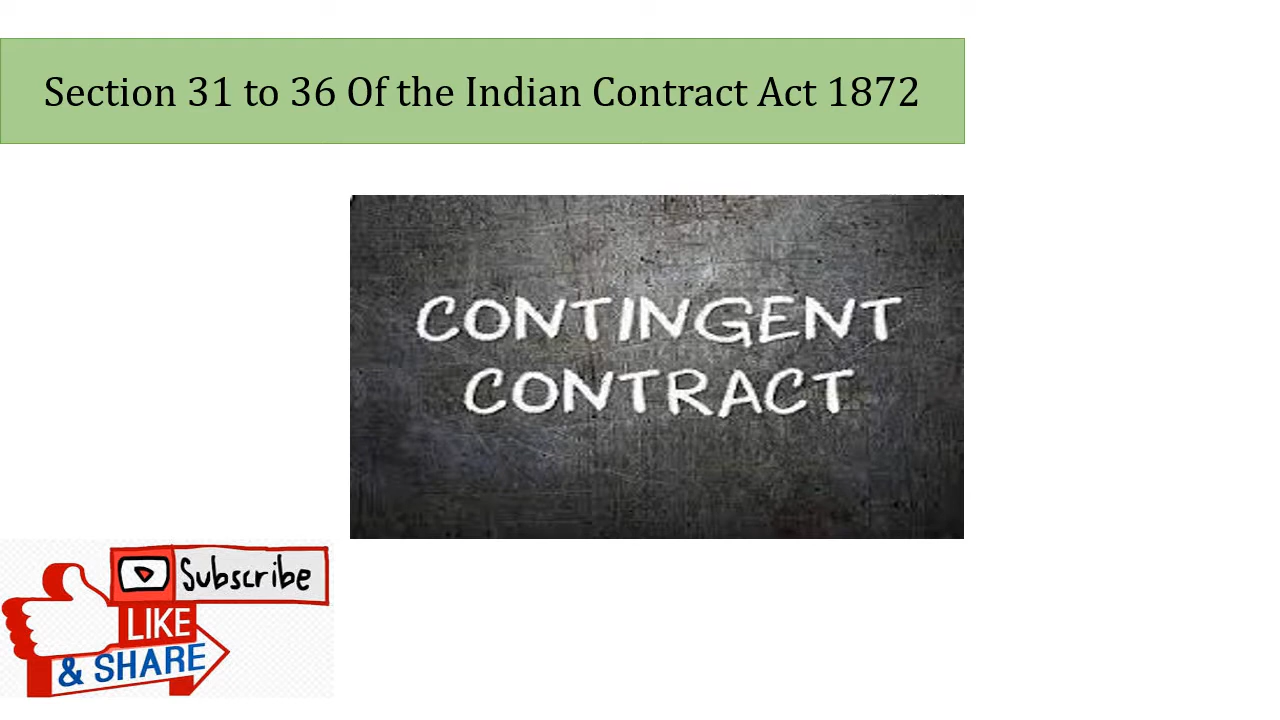 Section 31 to 36 Of the Indian Contract Act 1872
CONTINGENT
CONTRACT
Subscribe
LIKE
& SHARE